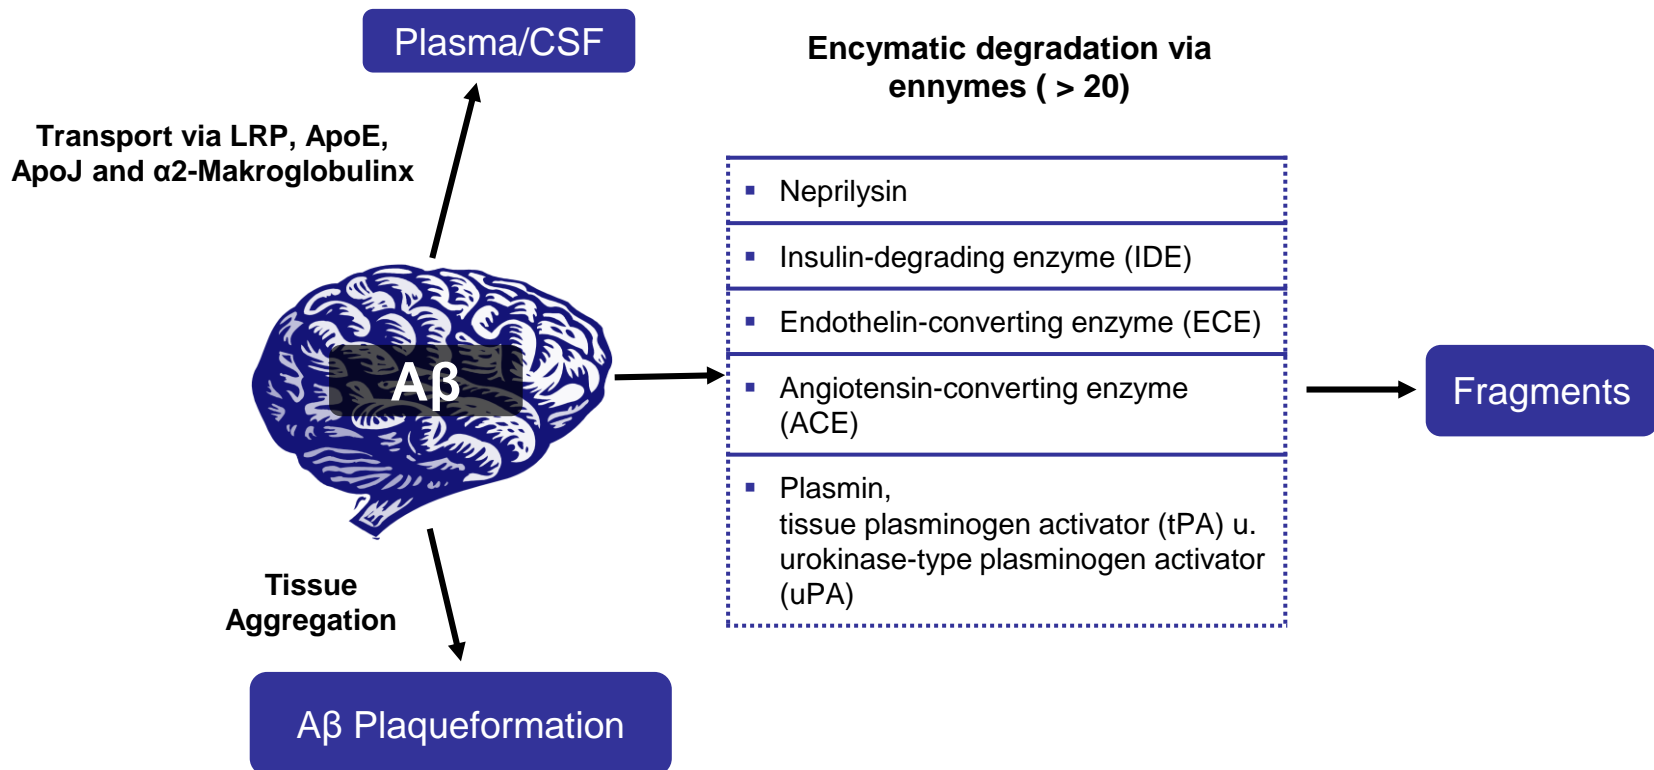 Plasma/CSF
Encymatic degradation via
ennymes ( > 20)
Transport via LRP, ApoE,
ApoJ and α2-Makroglobulinx
▪ Neprilysin
▪ Insulin-degrading enzyme (IDE)
▪ Endothelin-converting enzyme (ECE)
▪ Angiotensin-converting enzyme
(ACE)
▪ Plasmin,
tissue plasminogen activator (tPA) u.
urokinase-type plasminogen activator
(uPA)
Aβ
Fragments
Tissue
Aggregation
Aβ Plaqueformation